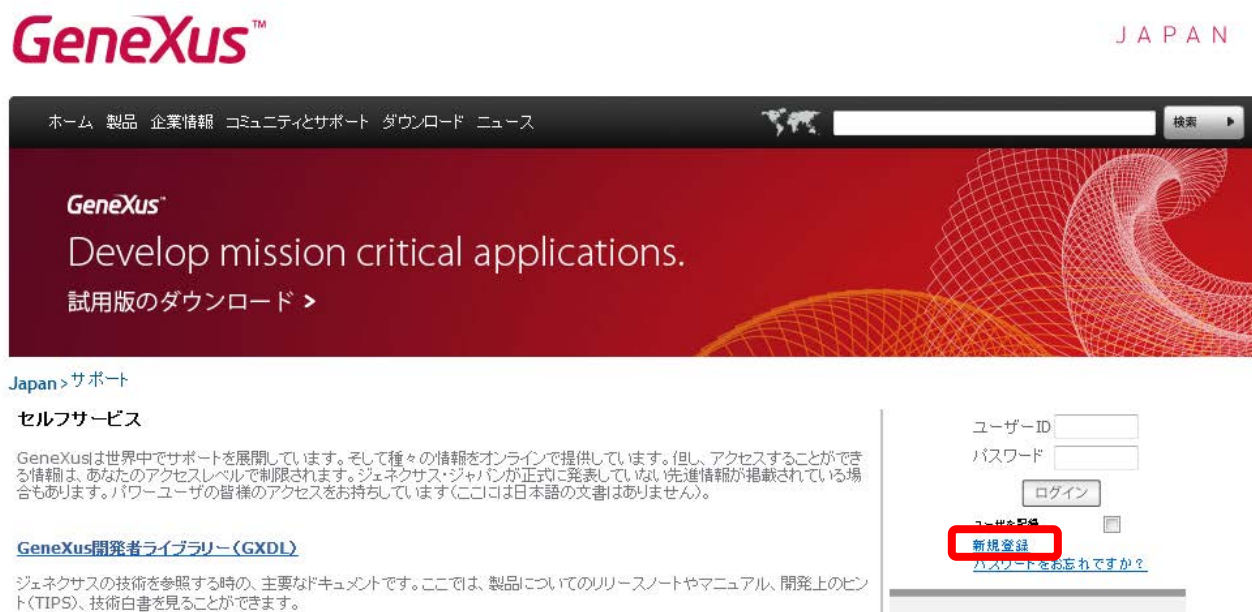 GeneXus™
JAPAN
ホーム 製品 企業情報 コミュニティとサポート ダウンロード ニュース
検索
GeneXus™
Develop mission critical applications.
試用版のダウンロード >
Japan > サポート
セルフサービス
GeneXusは世界中でサポートを展開しています。そして種々の情報をオンラインで提供しています。但し、アクセスすることができ
る情報は、あなたのアクセスレベルで制限されます。ジェネクサス・ジャパンが正式に発表していない先進情報が掲載されている場
合もあります。パワーユーザの皆様のアクセスをお持ちしています(ここには日本語の文書はありません)。
GeneXus開発者ライブラリー(GXDL)
ジェネクサスの技術を参照する時の、主要なドキュメントです。ここでは、製品についてのリリースノートやマニュアル、開発上のヒン
ト(TIPS)、技術白書を見ることができます。
ユーザーID
パスワード
ログイン
ユーザを記録
新規登録
パスワードをお忘れですか?